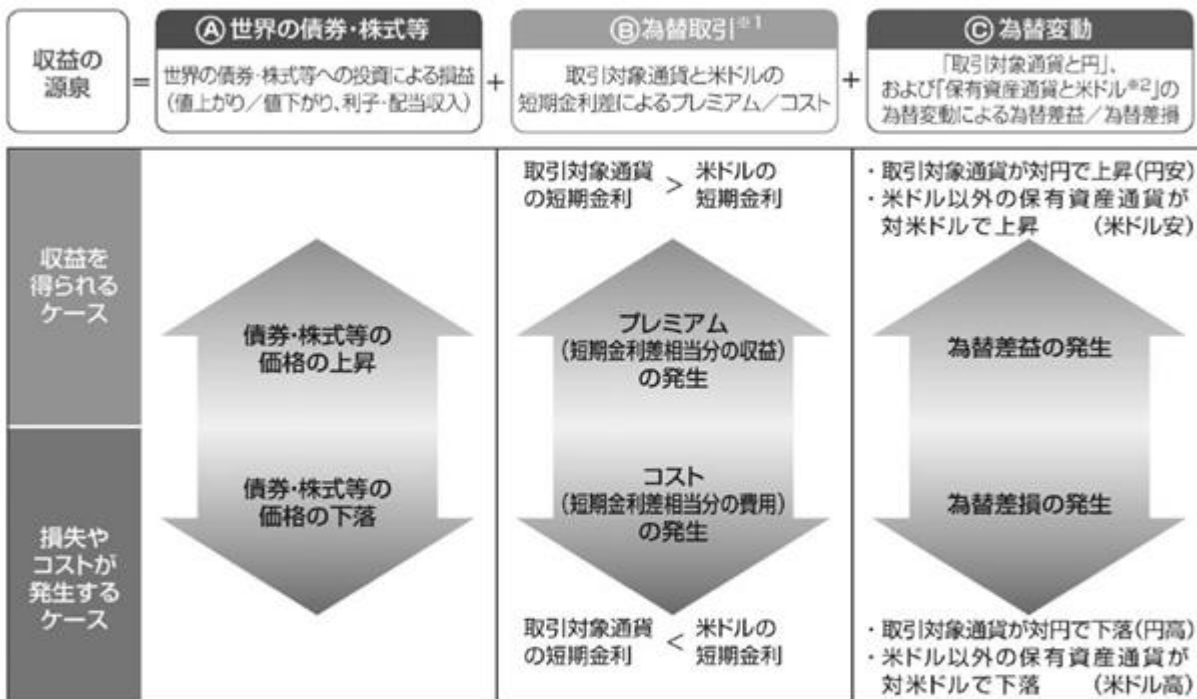 収益の
源泉
=
Ⓐ世界の債券・株式等
世界の債券・株式等への投資による損益
(値上がり/値下がり、利子・配当収入)
+
Ⓑ為替取引※1
取引対象通貨と米ドルの
短期金利差によるプレミアム/コスト
+
Ⓒ為替変動
「取引対象通貨と円」、
および「保有資産通貨と米ドル※2」の
為替変動による為替差益/為替差損
収益を
得られる
ケース
債券・株式等の
価格の上昇
取引対象通貨
の短期金利
>
米ドルの
短期金利
プレミアム
(短期金利差相当分の収益)
の発生
・取引対象通貨が対円で上昇(円安)
・米ドル以外の保有資産通貨が
対米ドルで上昇 (米ドル安)
為替差益の発生
損失や
コストが
発生する
ケース
債券・株式等の
価格の下落
コスト
(短期金利差相当分の費用)
の発生
取引対象通貨
の短期金利
<
米ドルの
短期金利
為替差損の発生
・取引対象通貨が対円で下落(円高)
・米ドル以外の保有資産通貨が
対米ドルで下落 (米ドル高)